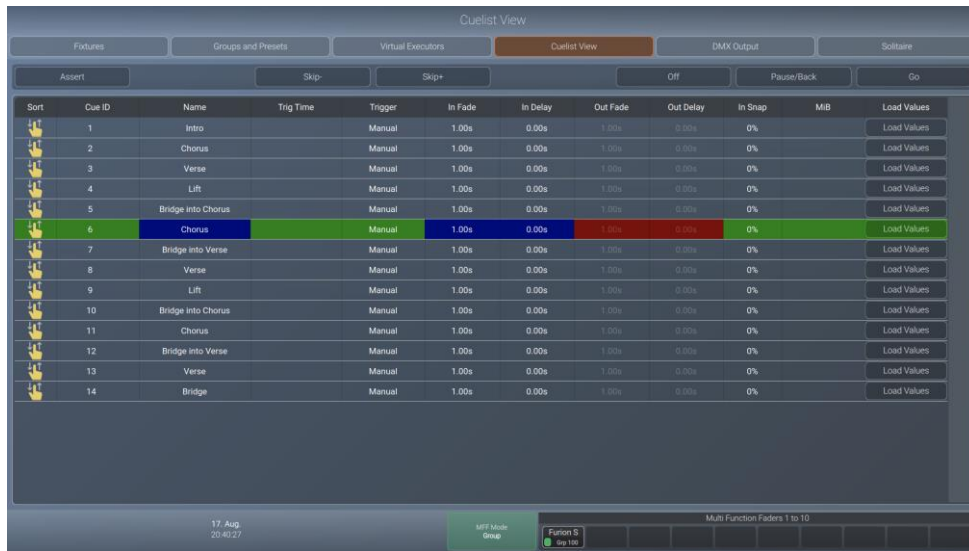 Cuelist View
Fixtures Groups and Presets Virtual Executors Cuelist View DMX Output Solitaire
Assert Skip- Skip+ Off Pause/Back Go
Sort Cue ID Name Trig Time Trigger In Fade In Delay Out Fade Out Delay In Snap MiB Load Values
1 Intro Manual 1.00s 0.00s 1.00s 0.00s 0% Load Values
2 Chorus Manual 1.00s 0.00s 1.00s 0.00s 0% Load Values
3 Verse Manual 1.00s 0.00s 1.00s 0.00s 0% Load Values
4 Lift Manual 1.00s 0.00s 1.00s 0.00s 0% Load Values
5 Bridge into Chorus Manual 1.00s 0.00s 1.00s 0.00s 0% Load Values
6 Chorus Manual 1.00s 0.00s 1.00s 0.00s 0% Load Values
7 Bridge into Verse Manual 1.00s 0.00s 1.00s 0.00s 0% Load Values
8 Verse Manual 1.00s 0.00s 1.00s 0.00s 0% Load Values
9 Lift Manual 1.00s 0.00s 1.00s 0.00s 0% Load Values
10 Bridge into Chorus Manual 1.00s 0.00s 1.00s 0.00s 0% Load Values
11 Chorus Manual 1.00s 0.00s 1.00s 0.00s 0% Load Values
12 Bridge into Verse Manual 1.00s 0.00s 1.00s 0.00s 0% Load Values
13 Verse Manual 1.00s 0.00s 1.00s 0.00s 0% Load Values
14 Bridge Manual 1.00s 0.00s 1.00s 0.00s 0% Load Values
Multi Function Faders 1 to 10
17. Aug.
20:40:27
MFF Mode
Group
Furion S
Grp 100